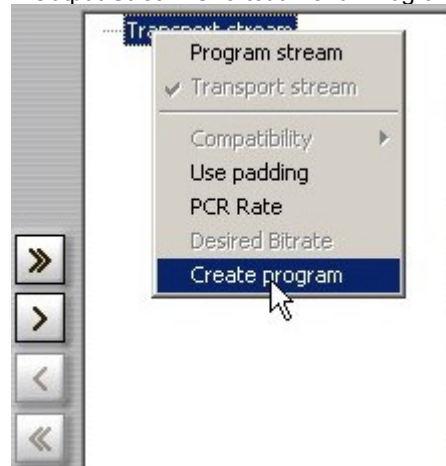 Transport stream
Program stream
Transport stream
Compatibility
Use padding
PCR Rate
Desired Bitrate
Create program